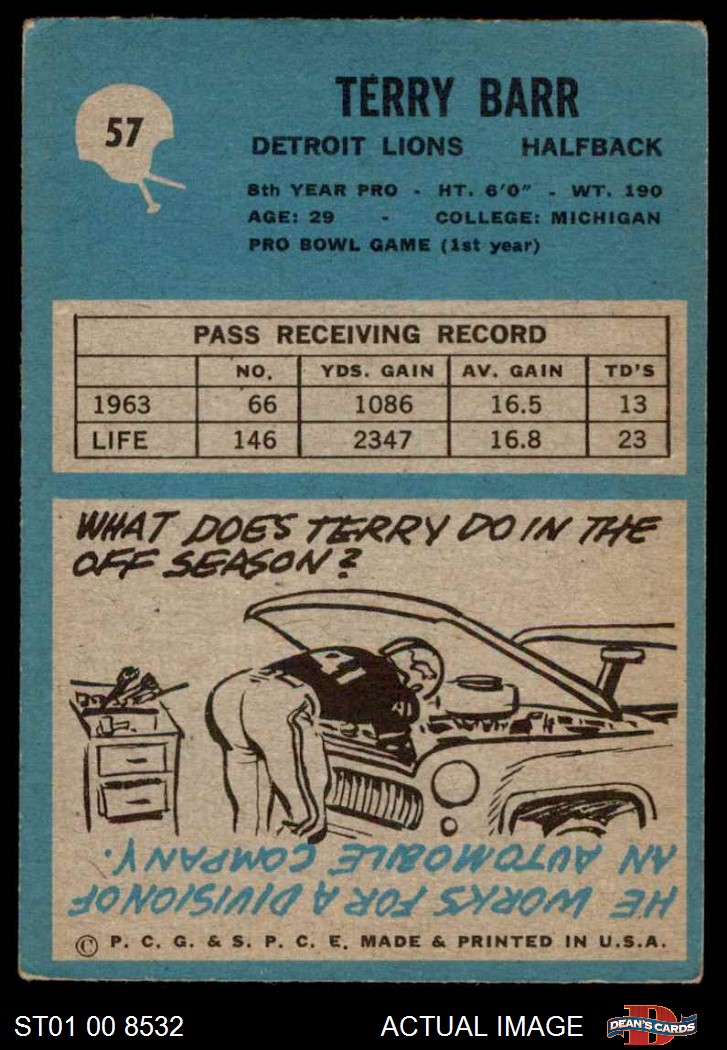 57
TERRY BARR
DETROIT LIONS HALFBACK
8th YEAR PRO - HT. 6'0" - WT. 190
AGE: 29 - COLLEGE: MICHIGAN
PRO BOWL GAME (1st year)
PASS RECEIVING RECORD
NO. YDS. GAIN AV. GAIN TD'S
1963 66 1086 16.5 13
LIFE 146 2347 16.8 23
WHAT DOES TERRY DO IN THE
OFF SEASON?
HE WORKS FOR A DIVISION OF
AN AUTOMOBILE COMPANY.
© P. C. G. & S. P. C. E. MADE & PRINTED IN U.S.A.
ST01 00 8532 ACTUAL IMAGE D DEAN'S CARDS